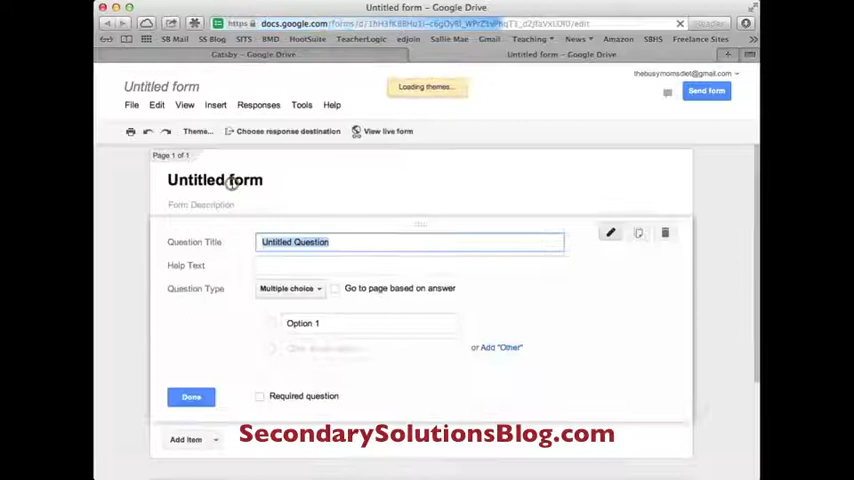 Untitled form – Google Drive
https docs.google.com/forms/d/
Reader
SB Mail SS Blog SITS BMD HootSuite TeacherLogic edjoin Sallie Mae Gmail Teaching News Amazon SBHS Freelance Sites
Gatsby – Google Drive Untitled form – Google Drive
thebusymomsdiet@gmail.com
Untitled form
Loading themes...
Send form
File Edit View Insert Responses Tools Help
Theme... Choose response destination View live form
Page 1 of 1
Untitled form
Form Description
Question Title Untitled Question
Help Text
Question Type Multiple choice Go to page based on answer
Option 1
or Add "Other"
Done Required question
Add item
SecondarySolutionsBlog.com